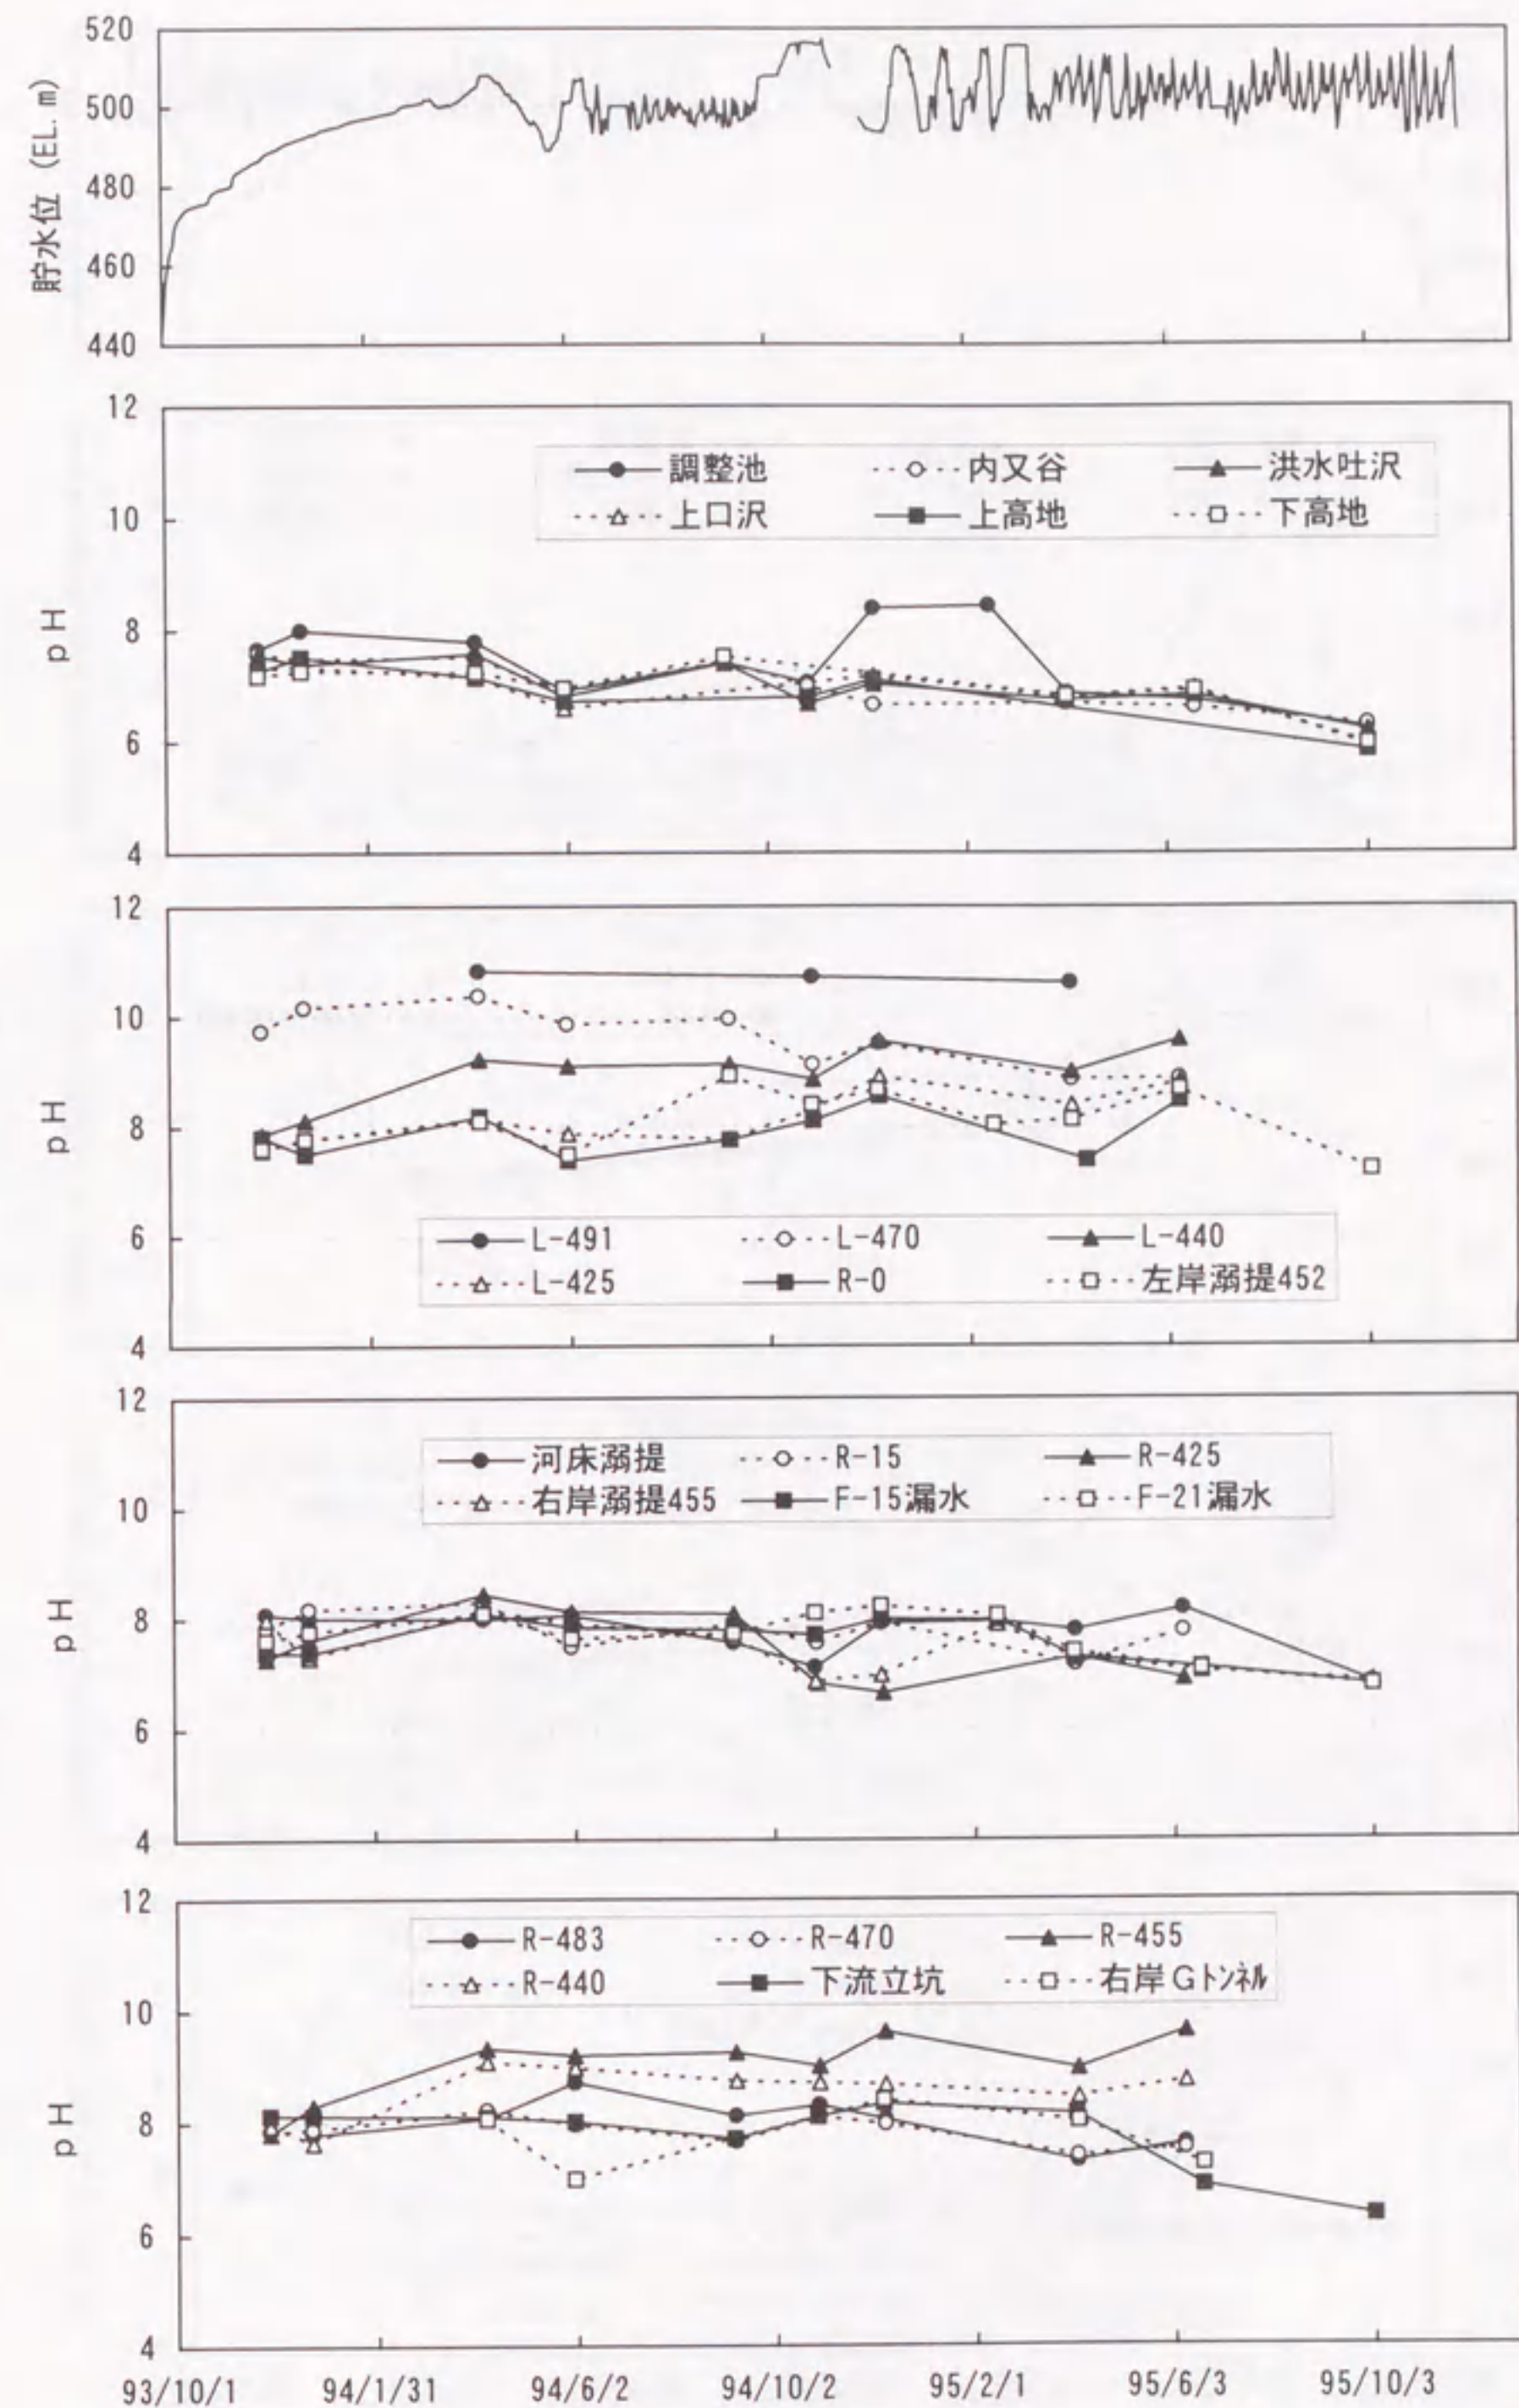 520
500
480
460
440
貯水位 (EL. m)
12
10
8
6
4
pH
調整池 内又谷 洪水吐沢
上口沢 上高地 下高地
12
10
8
6
4
pH
L-491 L-470 L-440
L-425 R-0 左岸溺提452
12
10
8
6
4
pH
河床溺提 R-15 R-425
右岸溺提455 F-15漏水 F-21漏水
12
10
8
6
4
pH
R-483 R-470 R-455
R-440 下流立坑 右岸Gトンネル
93/10/1 94/1/31 94/6/2 94/10/2 95/2/1 95/6/3 95/10/3